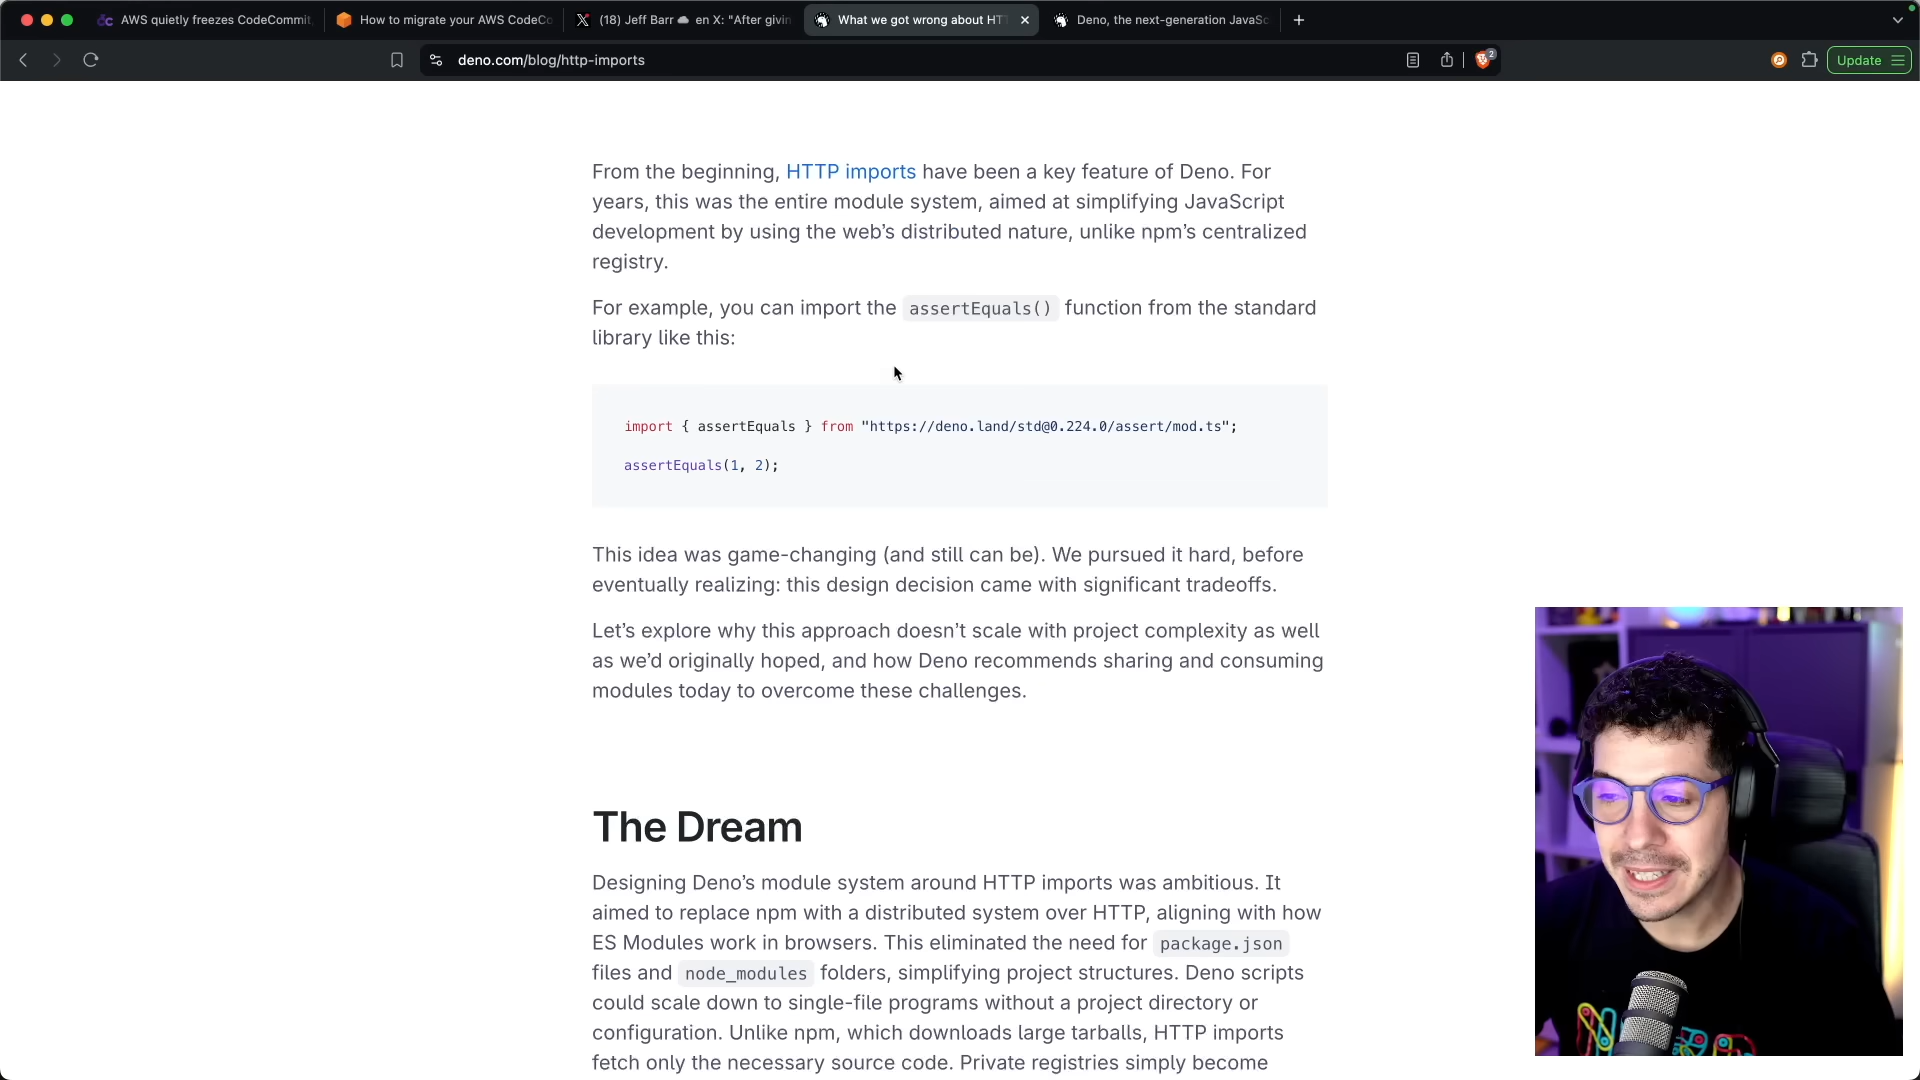 AWS quietly freezes CodeCommit,
How to migrate your AWS CodeCo
(18) Jeff Barr ☁️ en X: "After givin
What we got wrong about HT
Deno, the next-generation JavaSc
deno.com/blog/http-imports
2
Update
From the beginning, HTTP imports have been a key feature of Deno. For
years, this was the entire module system, aimed at simplifying JavaScript
development by using the web’s distributed nature, unlike npm’s centralized
registry.
For example, you can import the assertEquals() function from the standard
library like this:
import { assertEquals } from "https://deno.land/std@0.224.0/assert/mod.ts";
assertEquals(1, 2);
This idea was game-changing (and still can be). We pursued it hard, before
eventually realizing: this design decision came with significant tradeoffs.
Let’s explore why this approach doesn’t scale with project complexity as well
as we’d originally hoped, and how Deno recommends sharing and consuming
modules today to overcome these challenges.
The Dream
Designing Deno’s module system around HTTP imports was ambitious. It
aimed to replace npm with a distributed system over HTTP, aligning with how
ES Modules work in browsers. This eliminated the need for package.json
files and node_modules folders, simplifying project structures. Deno scripts
could scale down to single-file programs without a project directory or
configuration. Unlike npm, which downloads large tarballs, HTTP imports
fetch only the necessary source code. Private registries simply become